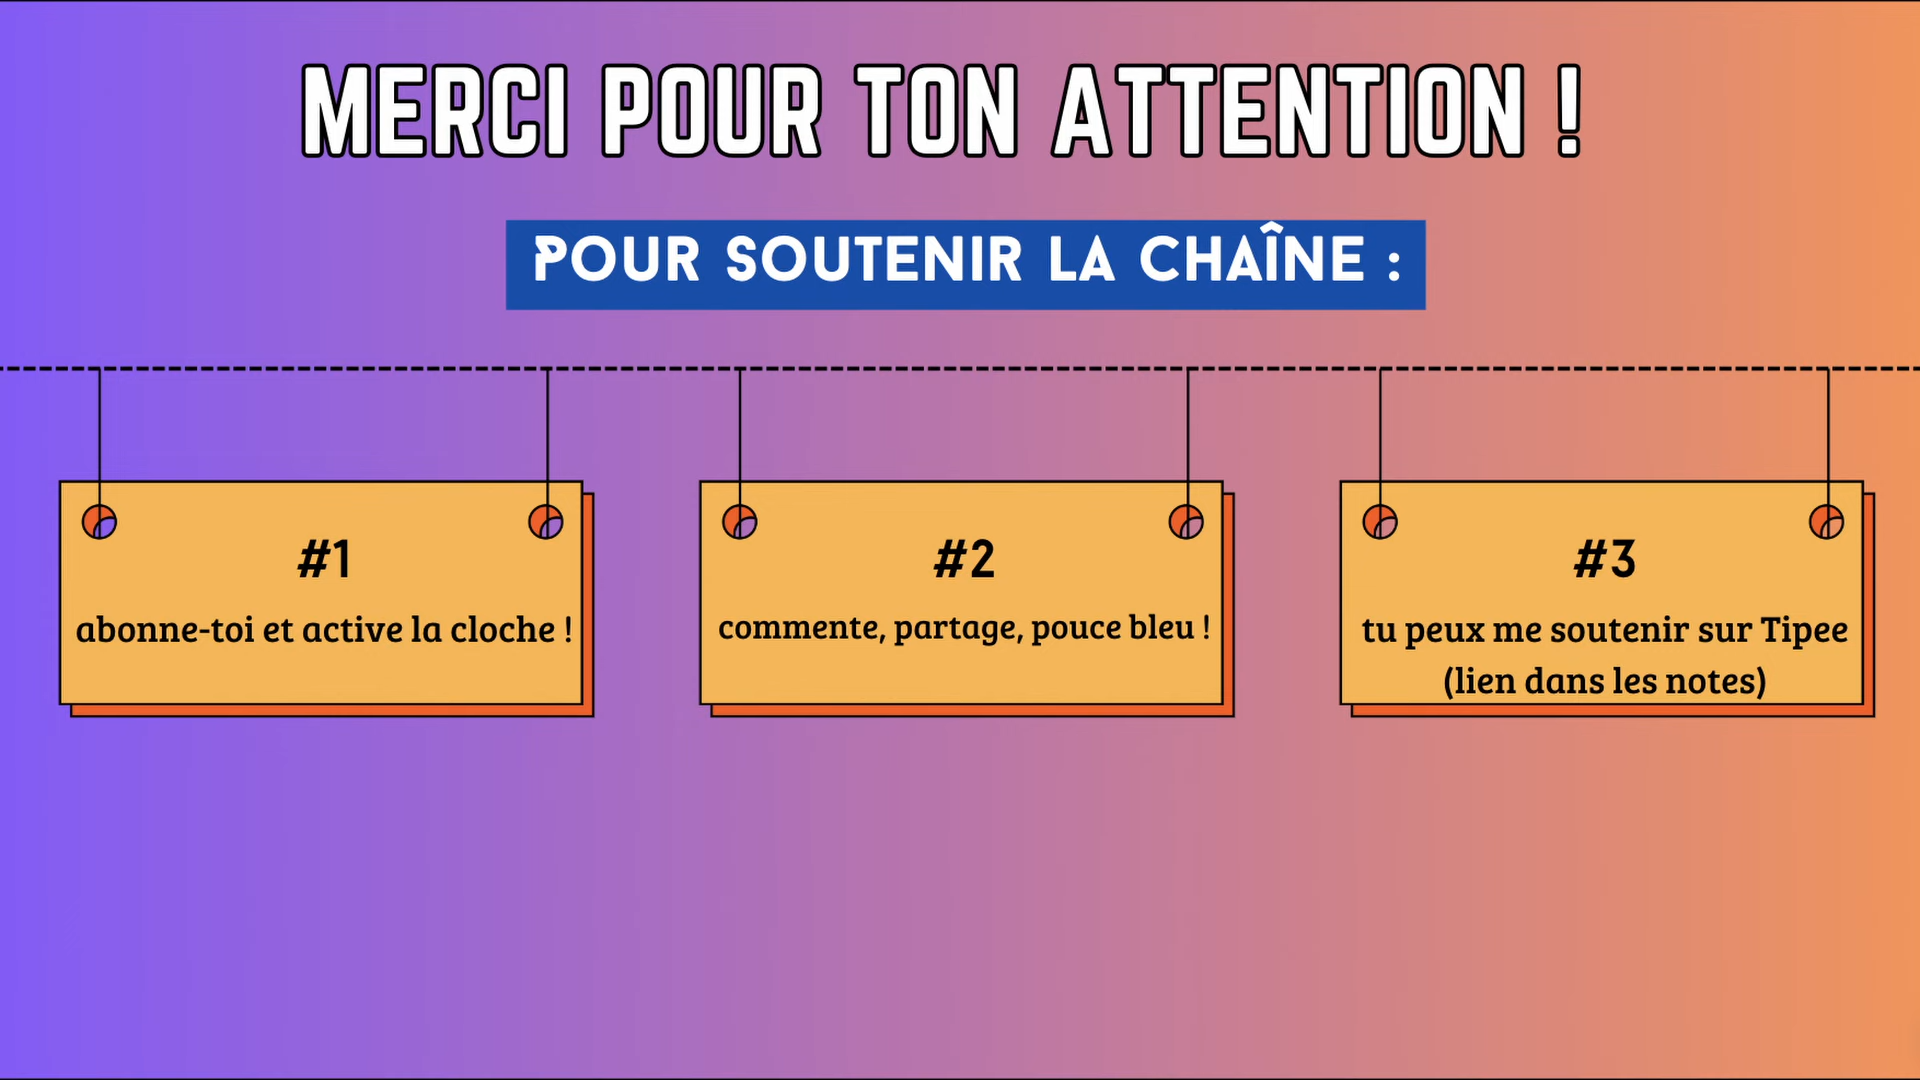 MERCI POUR TON ATTENTION !
POUR SOUTENIR LA CHAÎNE :
#1
abonne-toi et active la cloche !
#2
commente, partage, pouce bleu !
#3
tu peux me soutenir sur Tipee
(lien dans les notes)